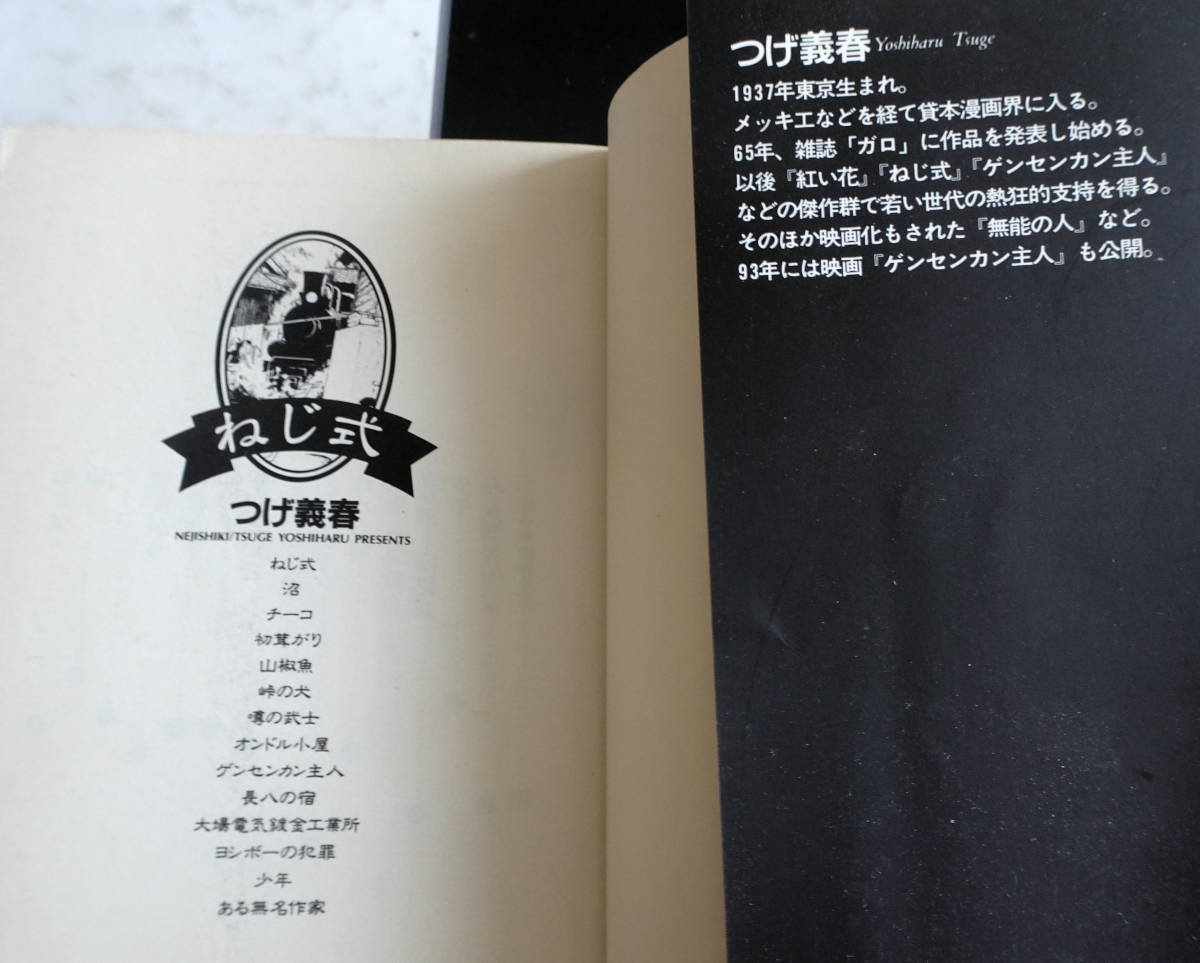 ねじ式
つげ義春
NEJISHIKI/TSUGE YOSHIHARU PRESENTS
ねじ式
沼
チーコ
初茸がり
山椒魚
峠の犬
噂の武士
オンドル小屋
ゲンセンカン主人
長八の宿
大場電気鍍金工業所
ヨシボーの犯罪
少年
ある無名作家
つげ義春 Yoshiharu Tsuge
1937年東京生まれ。
メッキ工などを経て貸本漫画界に入る。
65年、雑誌「ガロ」に作品を発表し始める。
以後『紅い花』『ねじ式』『ゲンセンカン主人』
などの傑作群で若い世代の熱狂的支持を得る。
そのほか映画化もされた『無能の人』など。
93年には映画『ゲンセンカン主人』も公開。